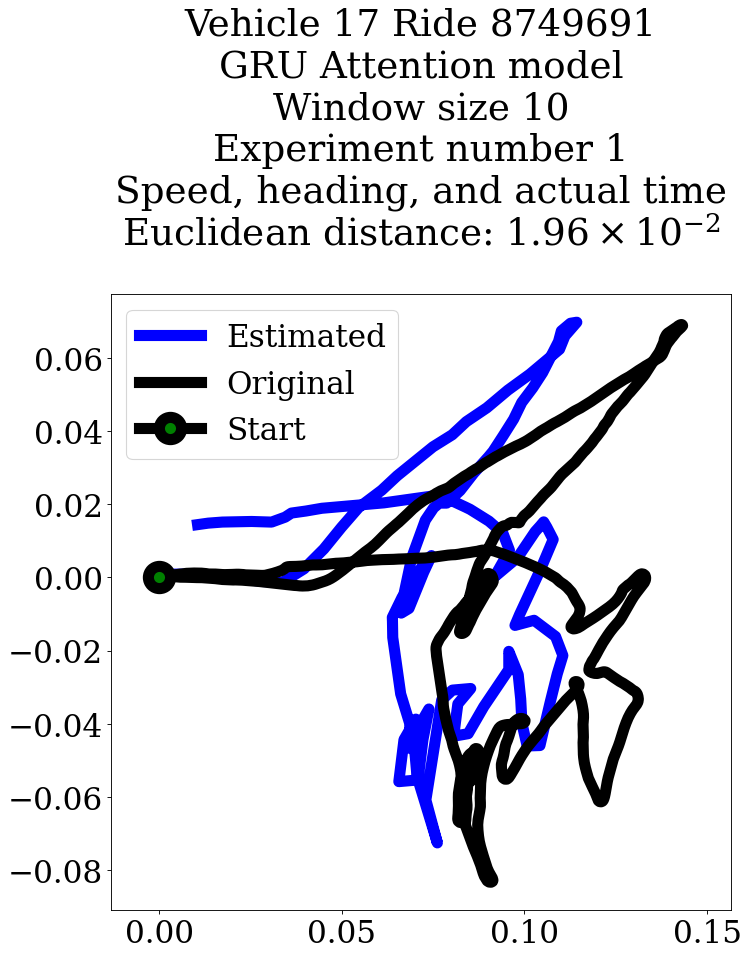 Vehicle 17 Ride 8749691
GRU Attention model
Window size 10
Experiment number 1
Speed, heading, and actual time
Euclidean distance: 1.96 × 10⁻²
Estimated
Original
Start
0.06
0.04
0.02
0.00
−0.02
−0.04
−0.06
−0.08
0.00 0.05 0.10 0.15